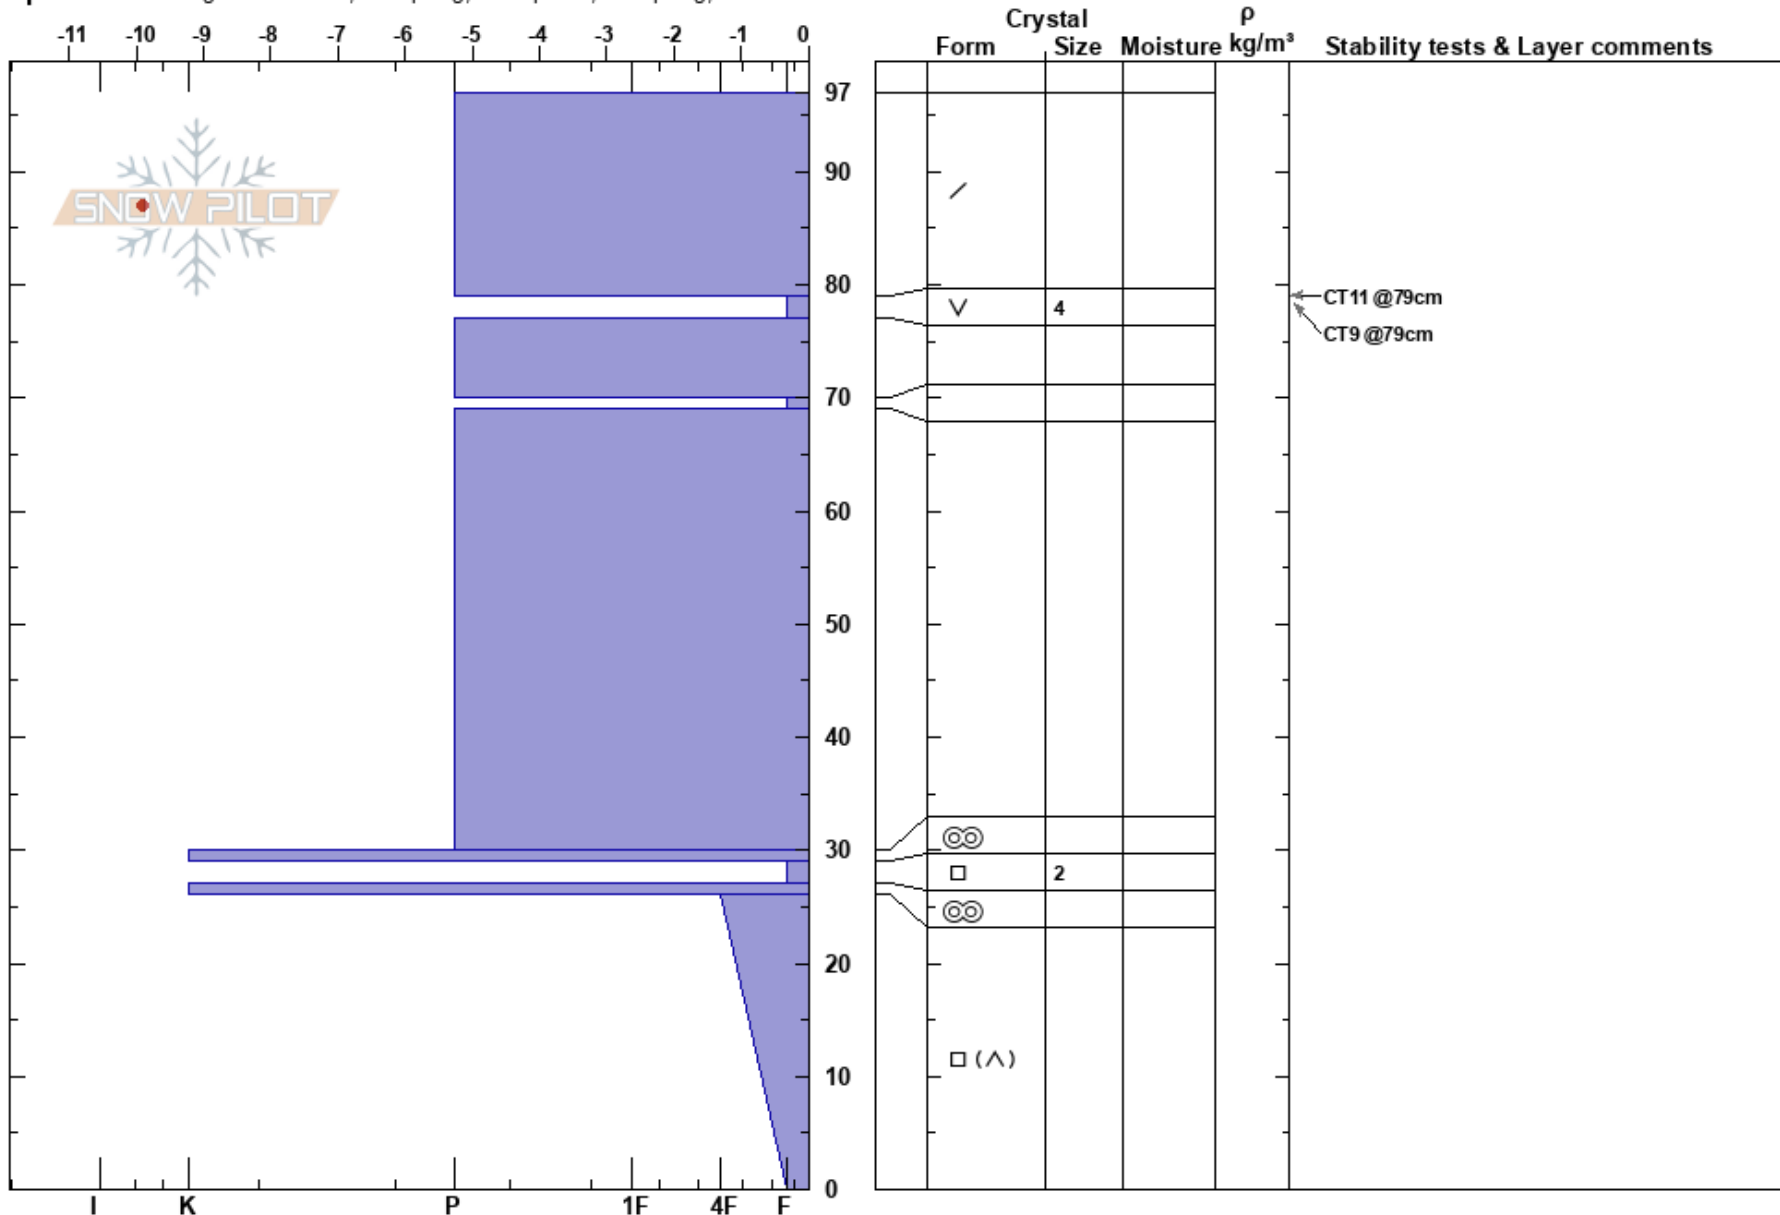 Crystal ρ
-11 -10 -9 -8 -7 -6 -5 -4 -3 -2 -1 0
Form Size Moisture kg/m³ Stability tests & Layer comments
97
SNOW PILOT
90
80
CT11 @79cm
4
CT9 @79cm
70
60
50
40
30
2
20
10
0
I K P 1F 4F F